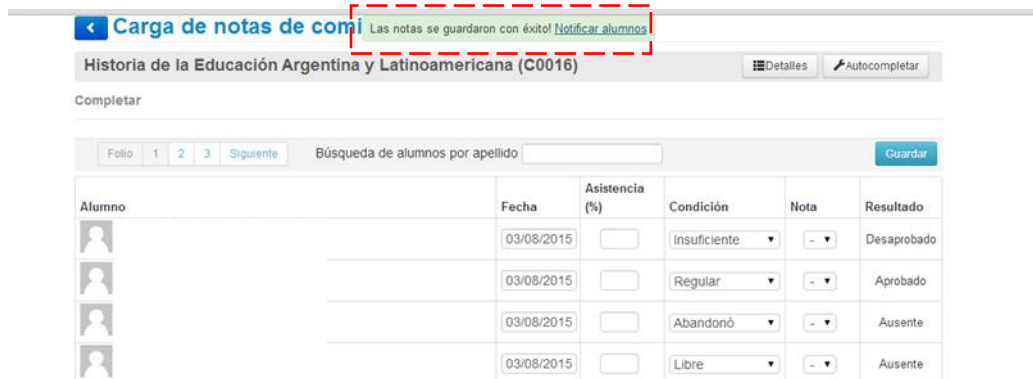 Carga de notas de comi
Las notas se guardaron con éxito! Notificar alumnos
Historia de la Educación Argentina y Latinoamericana (C0016) Detalles Autocompletar
Completar
Folio 1 2 3 Siguiente Búsqueda de alumnos por apellido Guardar
Alumno Fecha Asistencia (%) Condición Nota Resultado
03/08/2015 Insuficiente - Desaprobado
03/08/2015 Regular - Aprobado
03/08/2015 Abandonó - Ausente
03/08/2015 Libre - Ausente